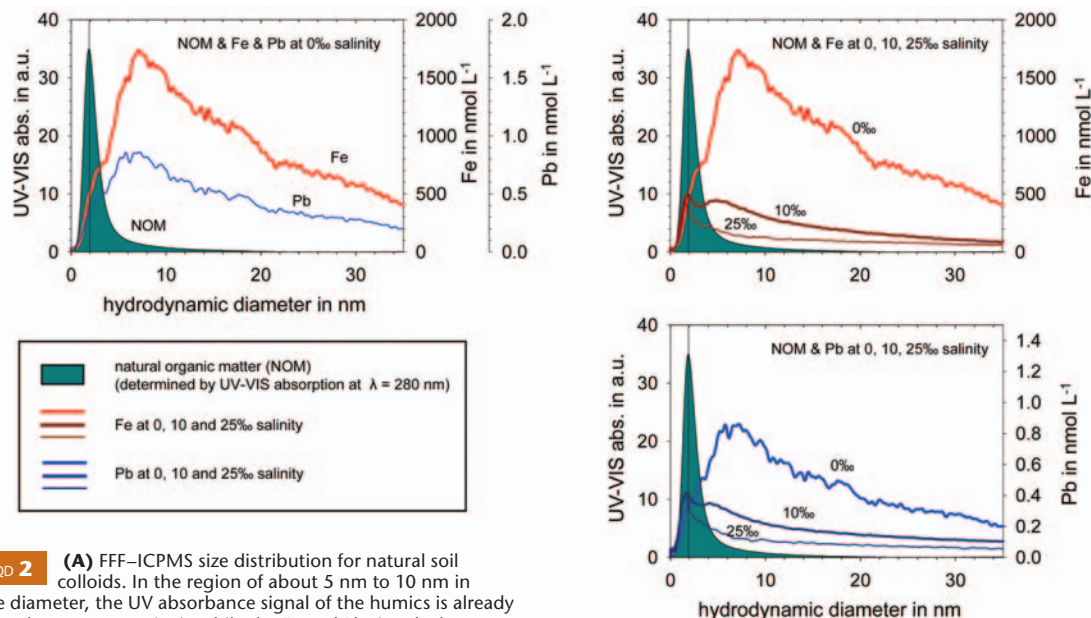 NOM & Fe & Pb at 0‰ salinity
UV-VIS abs. in a.u.
40
30
20
10
0
Fe
Pb
NOM
2000
1500
1000
500
0
Fe in nmol L-1
2.0
1.5
1.0
0.5
0.0
Pb in nmol L-1
0 10 20 30
hydrodynamic diameter in nm
NOM & Fe at 0, 10, 25‰ salinity
UV-VIS abs. in a.u.
40
30
20
10
0
0‰
10‰
25‰
2000
1500
1000
500
0
Fe in nmol L-1
0 10 20 30
natural organic matter (NOM)
(determined by UV-VIS absorption at λ = 280 nm)
Fe at 0, 10 and 25‰ salinity
Pb at 0, 10 and 25‰ salinity
NOM & Pb at 0, 10, 25‰ salinity
UV-VIS abs. in a.u.
40
30
20
10
0
0‰
10‰
25‰
1.4
1.2
1.0
0.8
0.6
0.4
0.2
0.0
Pb in nmol L-1
0 10 20 30
hydrodynamic diameter in nm
2 (A) FFF–ICPMS size distribution for natural soil
colloids. In the region of about 5 nm to 10 nm in
diameter, the UV absorbance signal of the humics is already